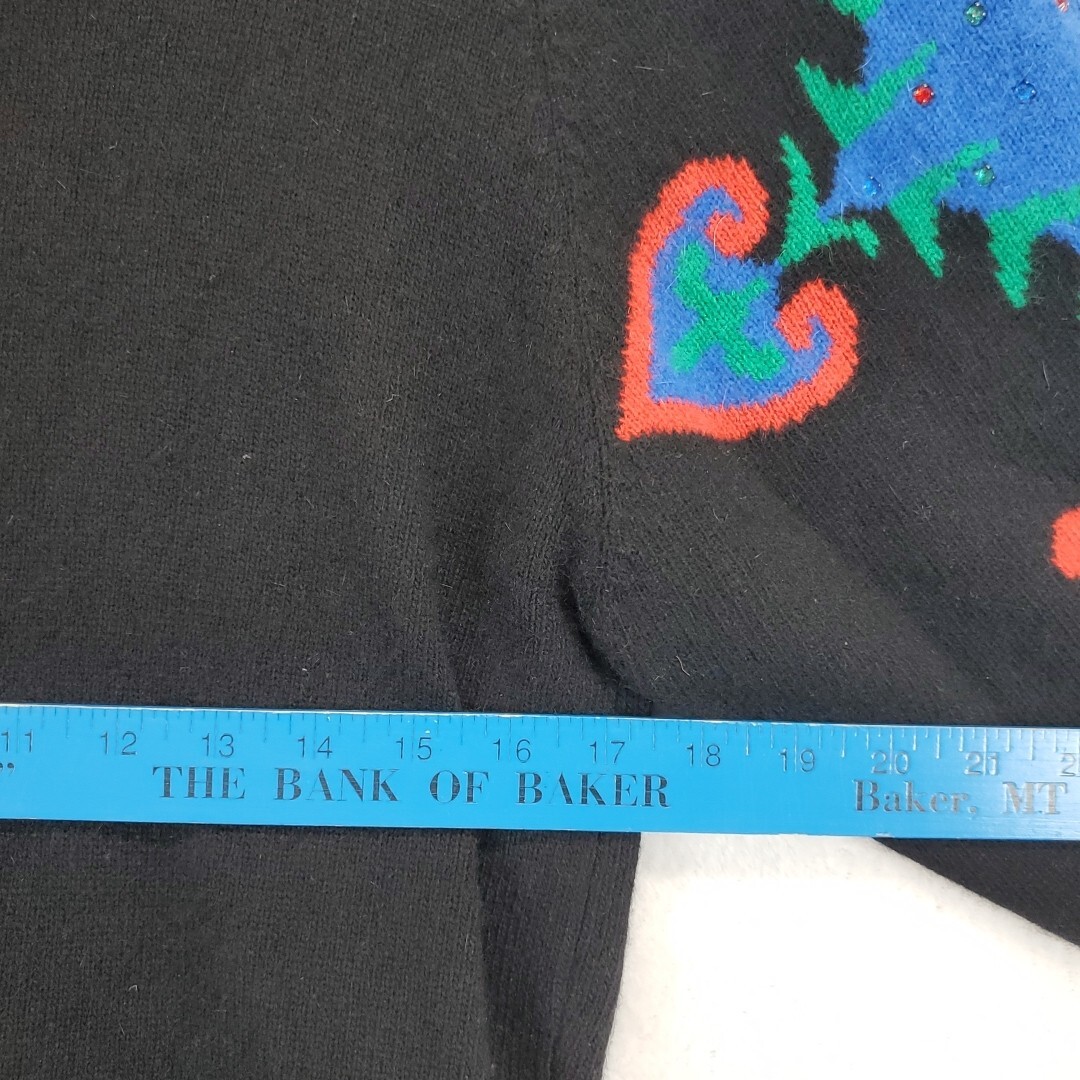 11 12 13 14 15 16 17 18 19 20 21
" THE BANK OF BAKER Baker, MT